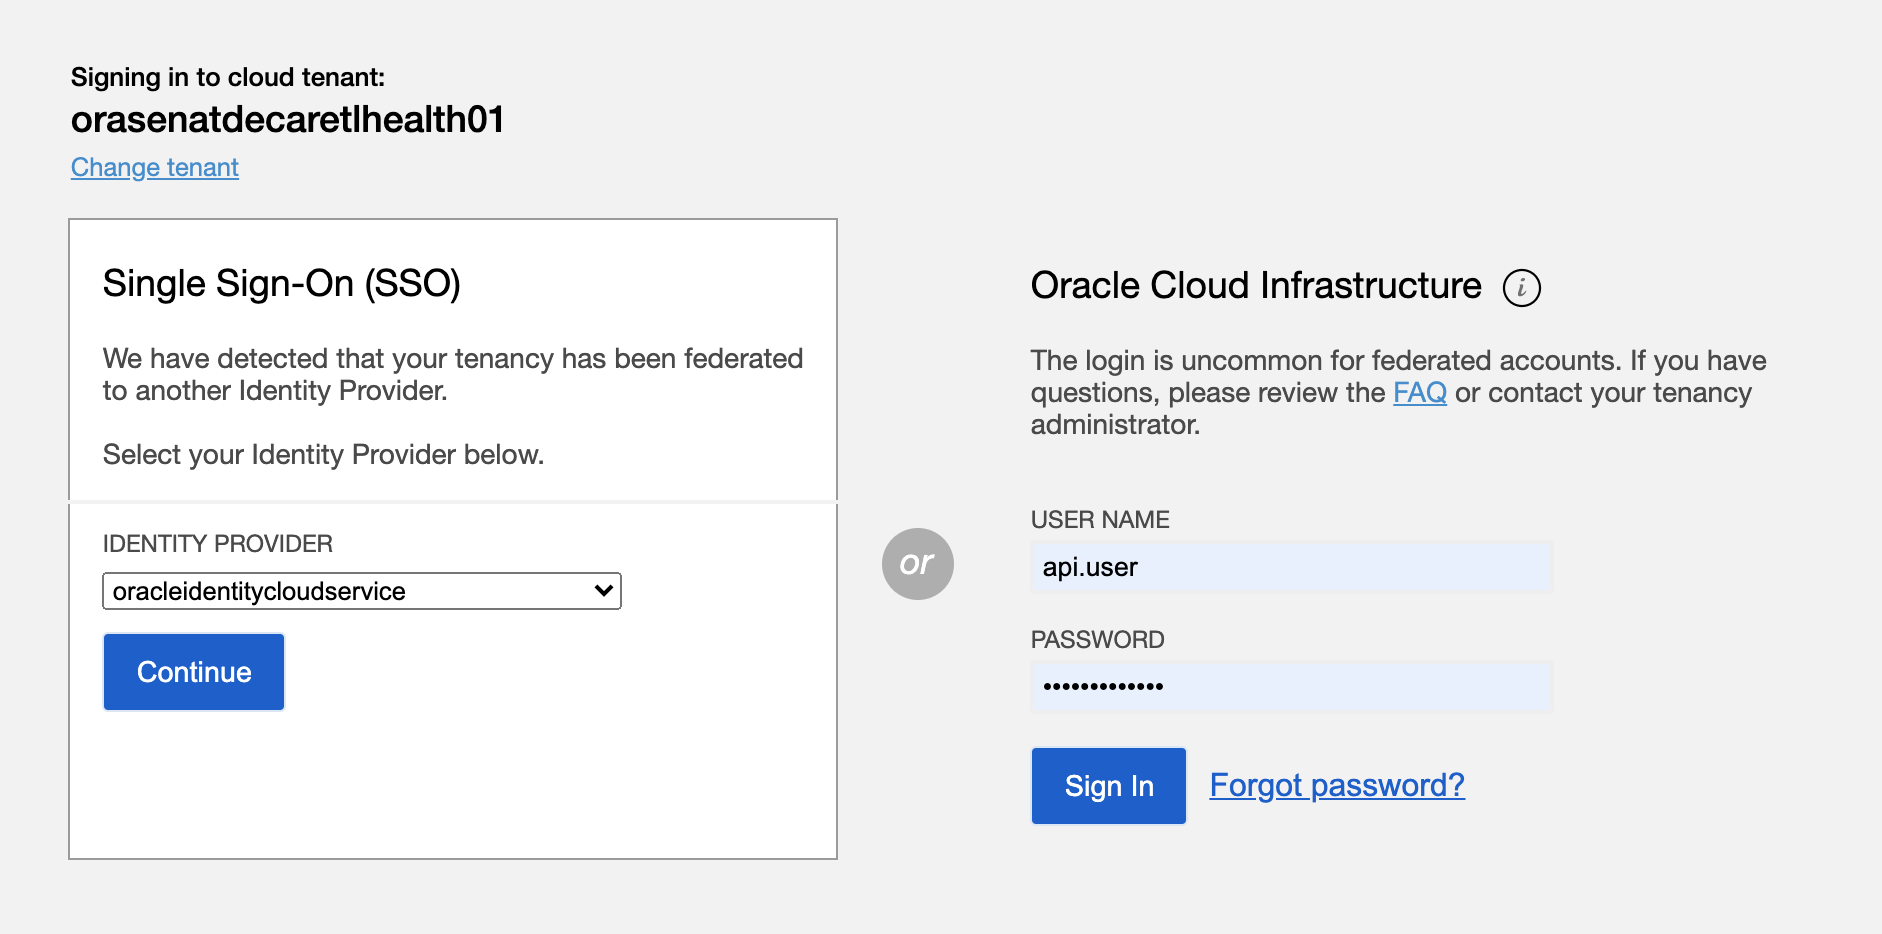 Signing in to cloud tenant:
orasenatdecaretlhealth01
Change tenant
Single Sign-On (SSO)
We have detected that your tenancy has been federated
to another Identity Provider.
Select your Identity Provider below.
IDENTITY PROVIDER
oracleidentitycloudservice
Continue
or
Oracle Cloud Infrastructure i
The login is uncommon for federated accounts. If you have
questions, please review the FAQ or contact your tenancy
administrator.
USER NAME
api.user
PASSWORD
•••••••••••••
Sign In Forgot password?